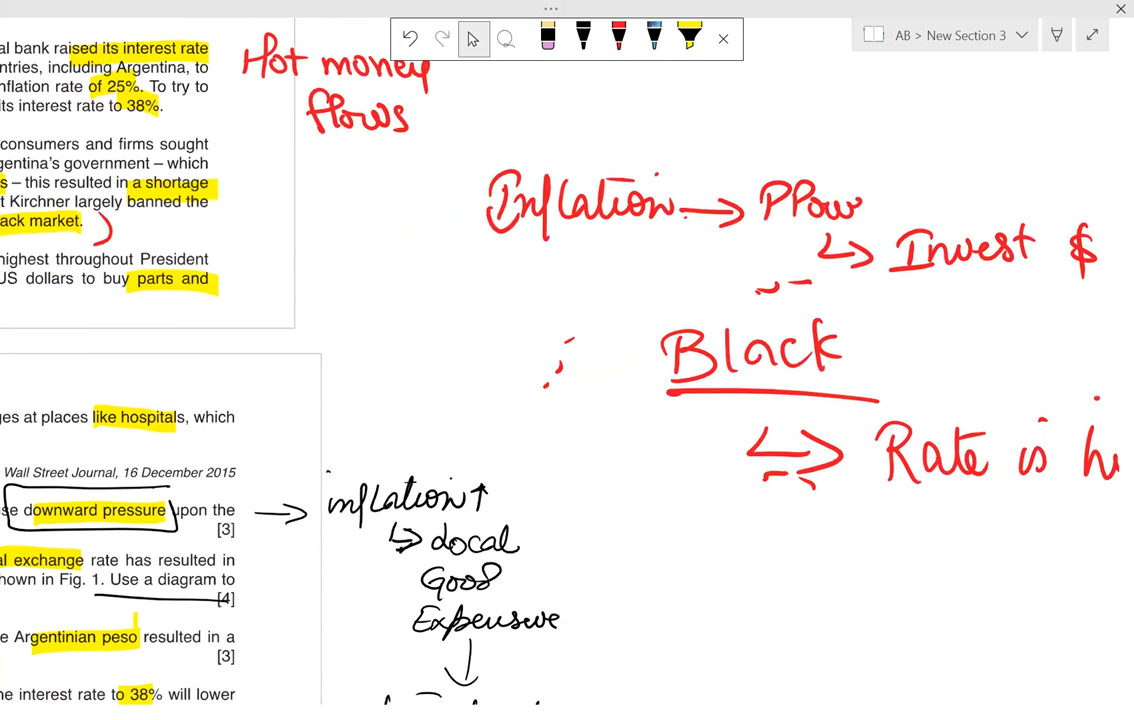 AB > New Section 3
al bank raised its interest rate
ntries, including Argentina, to
nflation rate of 25%. To try to
its interest rate to 38%.
consumers and firms sought
gentina's government – which
s – this resulted in a shortage
t Kirchner largely banned the
ack market.
highest throughout President
US dollars to buy parts and
Hot money
flows
Inflation → PPow
↳ Invest $
Black
Rate is hi
ges at places like hospitals, which
Wall Street Journal, 16 December 2015
se downward pressure upon the
[3]
al exchange rate has resulted in
hown in Fig. 1. Use a diagram to
[4]
e Argentinian peso resulted in a
[3]
he interest rate to 38% will lower
→ inflation ↑
↳ Local
Good
Expensive
↓